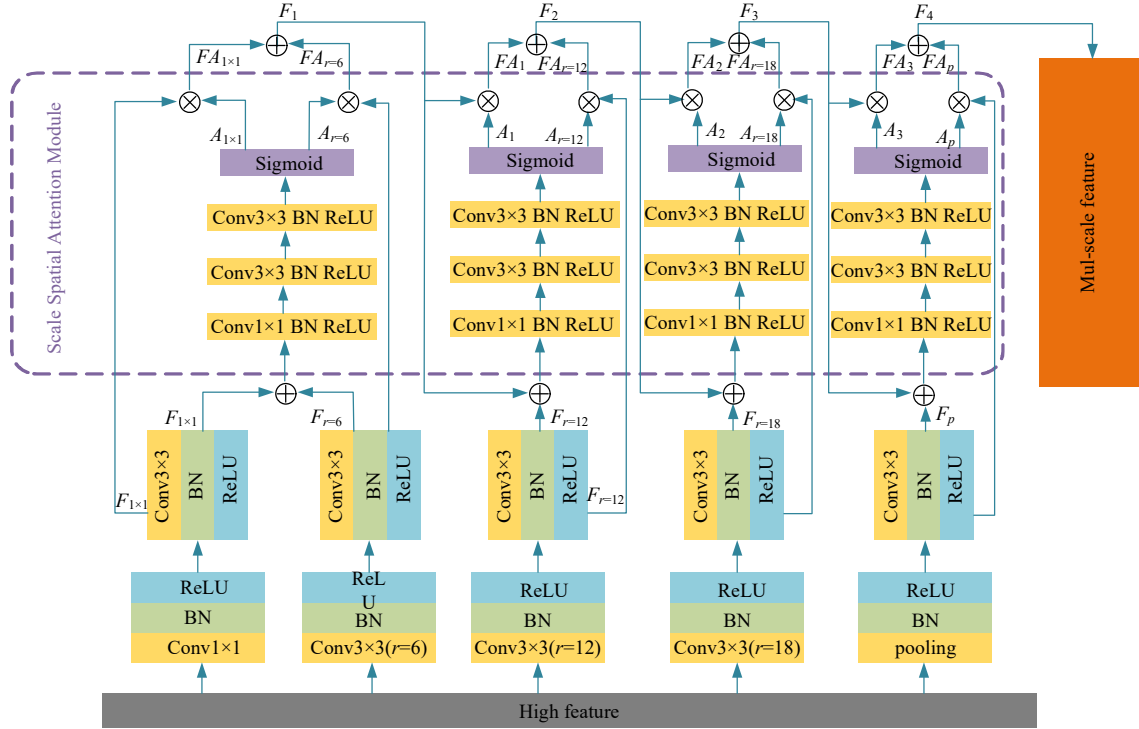 F1
F2
F3
F4
FA1×1
FAr=6
FA1
FAr=12
FA2
FAr=18
FA3
FAp
A1×1
Ar=6
A1
Ar=12
A2
Ar=18
A3
Ap
Scale Spatial Attention Module
Sigmoid
Sigmoid
Sigmoid
Sigmoid
Conv3×3 BN ReLU
Conv3×3 BN ReLU
Conv3×3 BN ReLU
Conv3×3 BN ReLU
Conv3×3 BN ReLU
Conv3×3 BN ReLU
Conv3×3 BN ReLU
Conv3×3 BN ReLU
Conv1×1 BN ReLU
Conv1×1 BN ReLU
Conv1×1 BN ReLU
Conv1×1 BN ReLU
Mul-scale feature
F1×1
Fr=6
Fr=12
Fr=18
Fp
F1×1
Conv3×3
BN
ReLU
Conv3×3
BN
ReLU
Conv3×3
BN
ReLU
Fr=12
Conv3×3
BN
ReLU
Conv3×3
BN
ReLU
ReLU
BN
Conv1×1
ReL
U
BN
Conv3×3(r=6)
ReLU
BN
Conv3×3(r=12)
ReLU
BN
Conv3×3(r=18)
ReLU
BN
pooling
High feature